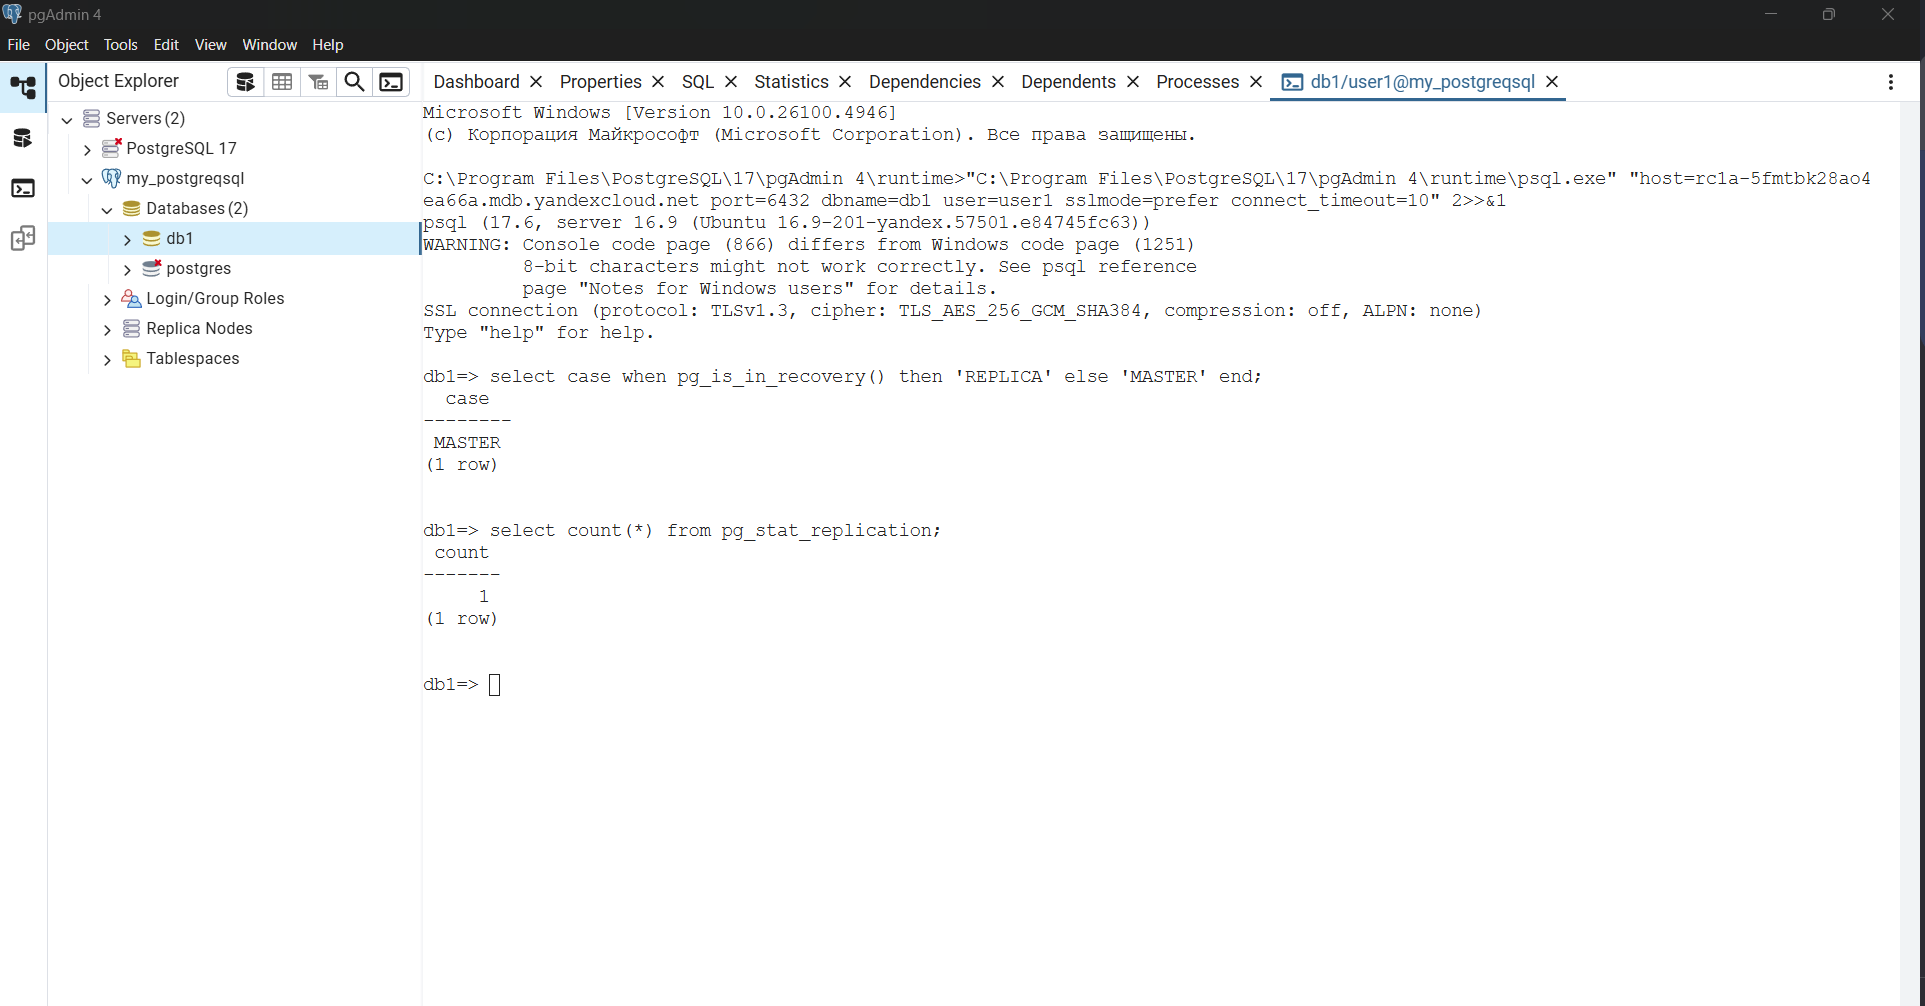 pgAdmin 4
File Object Tools Edit View Window Help
Object Explorer
Dashboard Properties SQL Statistics Dependencies Dependents Processes db1/user1@my_postgreqsql
Servers (2)
PostgreSQL 17
my_postgreqsql
Databases (2)
db1
postgres
Login/Group Roles
Replica Nodes
Tablespaces
Microsoft Windows [Version 10.0.26100.4946]
(c) Корпорация Майкрософт (Microsoft Corporation). Все права защищены.
C:\Program Files\PostgreSQL\17\pgAdmin 4\runtime>"C:\Program Files\PostgreSQL\17\pgAdmin 4\runtime\psql.exe" "host=rc1a-5fmtbk28ao4
ea66a.mdb.yandexcloud.net port=6432 dbname=db1 user=user1 sslmode=prefer connect_timeout=10" 2>>&1
psql (17.6, server 16.9 (Ubuntu 16.9-201-yandex.57501.e84745fc63))
WARNING: Console code page (866) differs from Windows code page (1251)
8-bit characters might not work correctly. See psql reference
page "Notes for Windows users" for details.
SSL connection (protocol: TLSv1.3, cipher: TLS_AES_256_GCM_SHA384, compression: off, ALPN: none)
Type "help" for help.
db1=> select case when pg_is_in_recovery() then 'REPLICA' else 'MASTER' end;
case
--------
MASTER
(1 row)
db1=> select count(*) from pg_stat_replication;
count
-------
1
(1 row)
db1=>